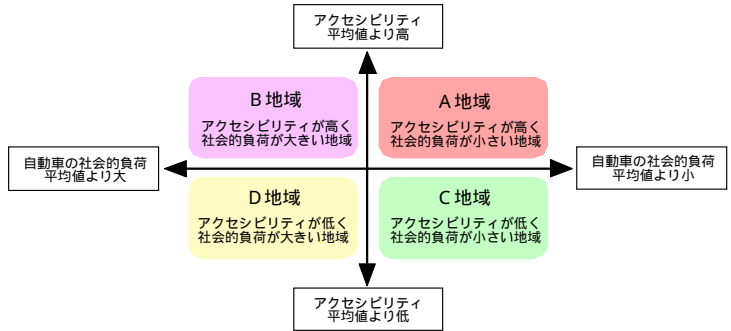 アクセシビリティ
平均値より高
B 地域
アクセシビリティが高く
社会的負荷が大きい地域
A 地域
アクセシビリティが高く
社会的負荷が小さい地域
自動車の社会的負荷
平均値より大
自動車の社会的負荷
平均値より小
D 地域
アクセシビリティが低く
社会的負荷が大きい地域
C 地域
アクセシビリティが低く
社会的負荷が小さい地域
アクセシビリティ
平均値より低